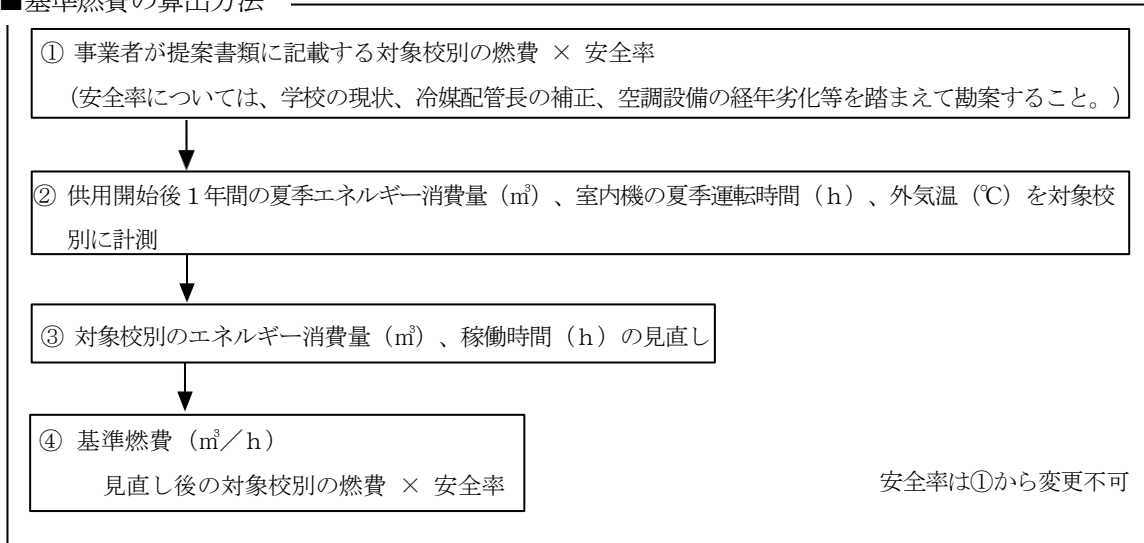 ■基準燃費の算出方法
① 事業者が提案書類に記載する対象校別の燃費 × 安全率
（安全率については、学校の現状、冷媒配管長の補正、空調設備の経年劣化等を踏まえて勘案すること。）
② 供用開始後１年間の夏季エネルギー消費量（㎥）、室内機の夏季運転時間（ｈ）、外気温（℃）を対象校
別に計測
③ 対象校別のエネルギー消費量（㎥）、稼働時間（ｈ）の見直し
④ 基準燃費（㎥／ｈ）
見直し後の対象校別の燃費 × 安全率
安全率は①から変更不可